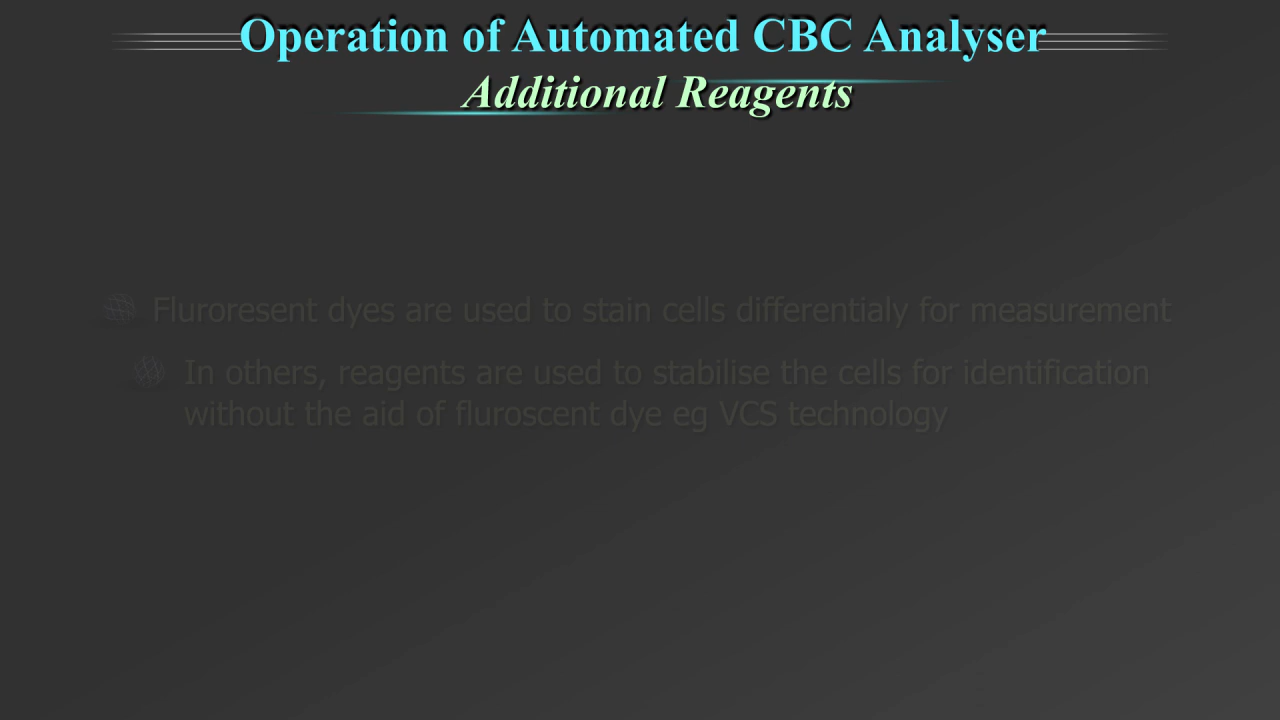 Operation of Automated CBC Analyser
Additional Reagents
Fluroresent dyes are used to stain cells differentialy for measurement
In others, reagents are used to stabilise the cells for identification
without the aid of fluroscent dye eg VCS technology